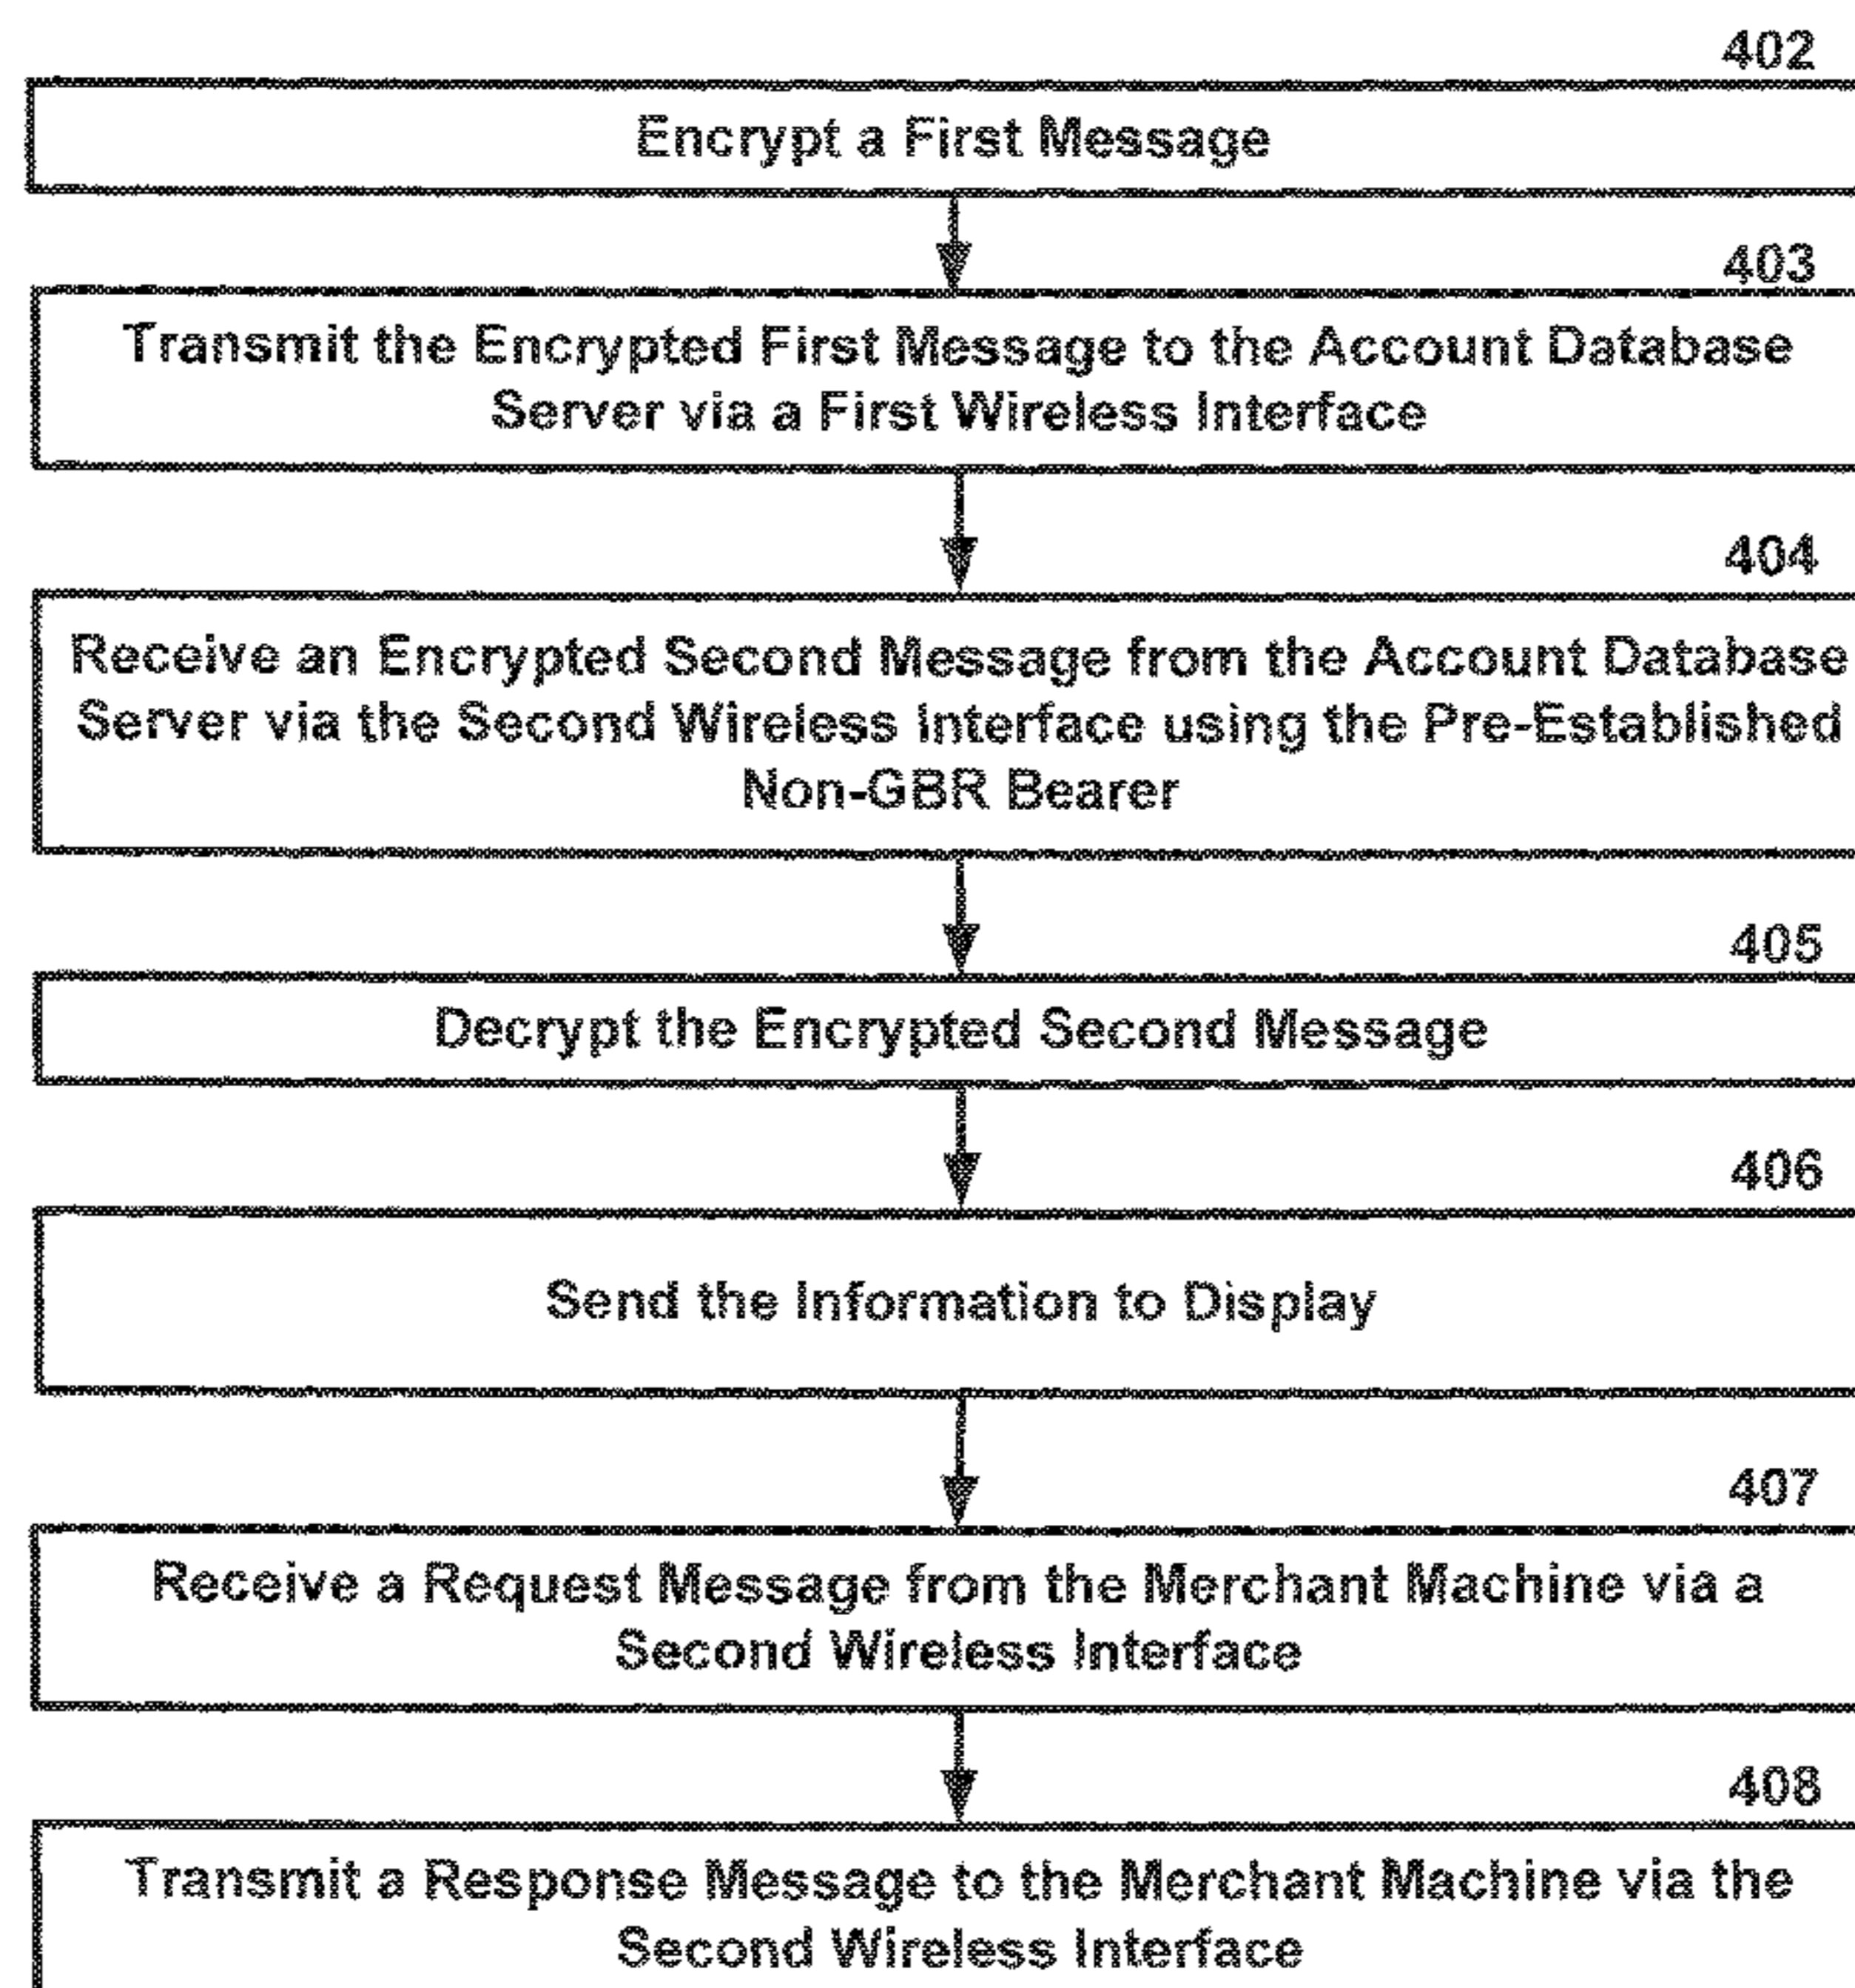 402
Encrypt a First Message
403
Transmit the Encrypted First Message to the Account Database
Server via a First Wireless Interface
404
Receive an Encrypted Second Message from the Account Database
Server via the Second Wireless Interface using the Pre-Established
Non-GBR Bearer
405
Decrypt the Encrypted Second Message
406
Send the Information to Display
407
Receive a Request Message from the Merchant Machine via a
Second Wireless Interface
408
Transmit a Response Message to the Merchant Machine via the
Second Wireless Interface